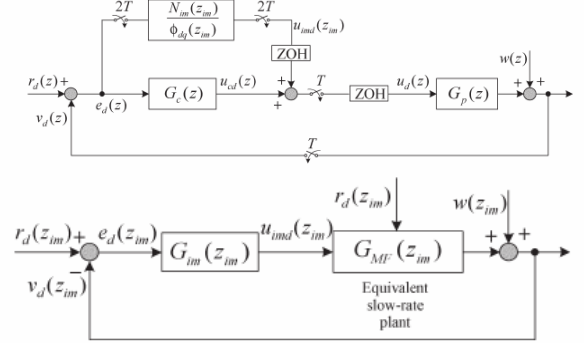 2T
N_im(z_im)
ϕ_dq(z_im)
2T
u_imd(z_im)
ZOH
r_d(z) +
e_d(z)
G_c(z)
u_cd(z)
+
+
T
ZOH
u_d(z)
G_p(z)
w(z)
+
+
v_d(z)
T
r_d(z_im) +
e_d(z_im)
G_im(z_im)
u_imd(z_im)
r_d(z_im)
G_MF(z_im)
w(z_im)
+
+
v_d(z_im)
−
Equivalent
slow-rate
plant